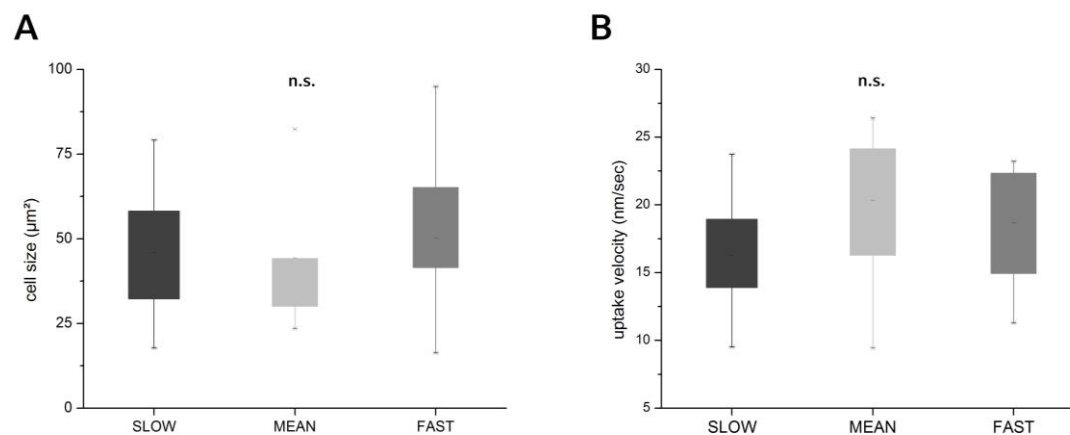 A
n.s.
cell size (μm²)
100
75
50
25
0
SLOW MEAN FAST
B
n.s.
uptake velocity (nm/sec)
30
25
20
15
10
5
SLOW MEAN FAST